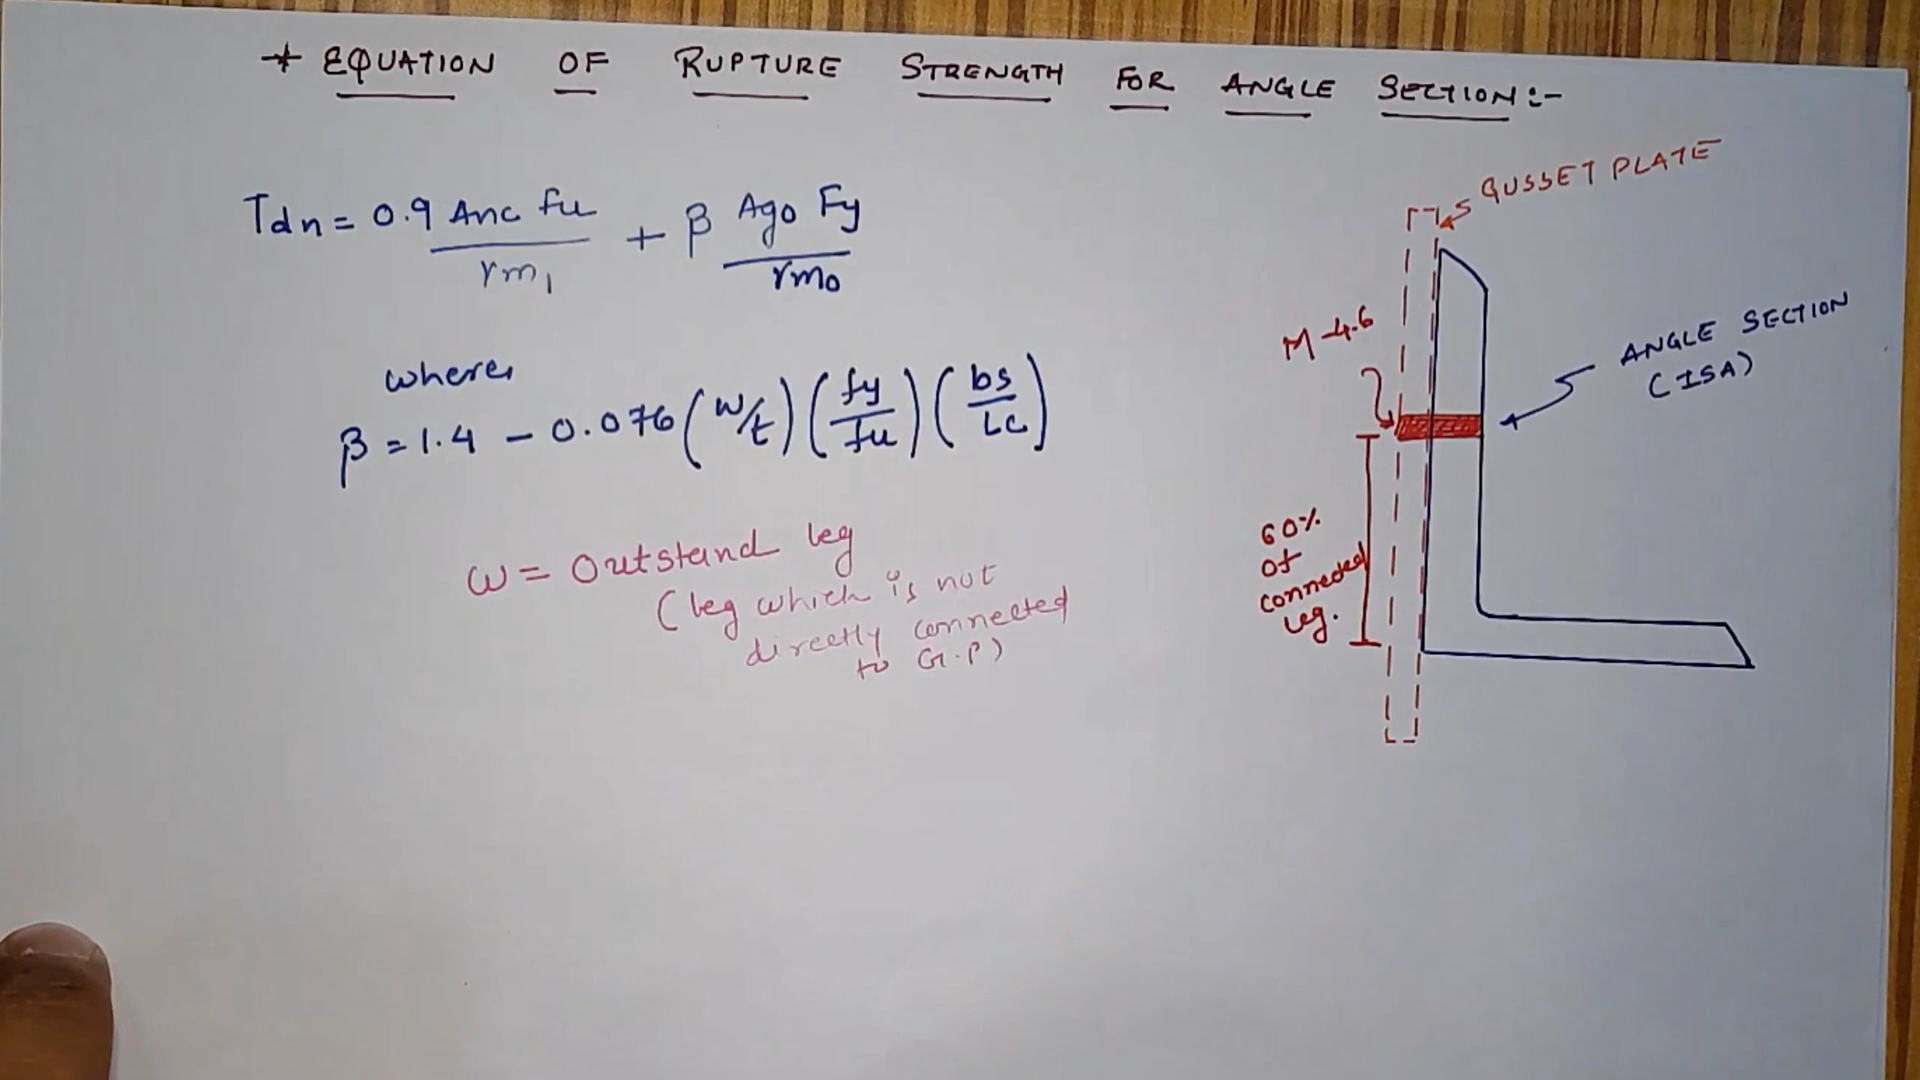 * EQUATION OF RUPTURE STRENGTH FOR ANGLE SECTION:-
Tdn = 0.9 Anc fu / γm1 + β Ago Fy / γm0
where,
β = 1.4 - 0.076 (w/t) (fy/fu) (bs/Lc)
w = Outstand leg
(leg which is not
directly connected
to G.P)
GUSSET PLATE
M-4.6
ANGLE SECTION
(ISA)
60%
of
connected
leg.